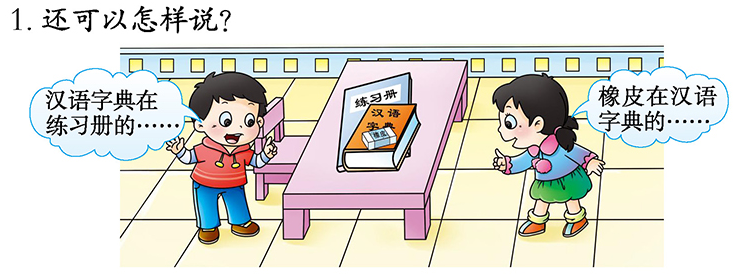 1. 还可以怎样说?
汉语字典在
练习册的……
橡皮在汉语
字典的……
练习册
汉语
字典
橡皮